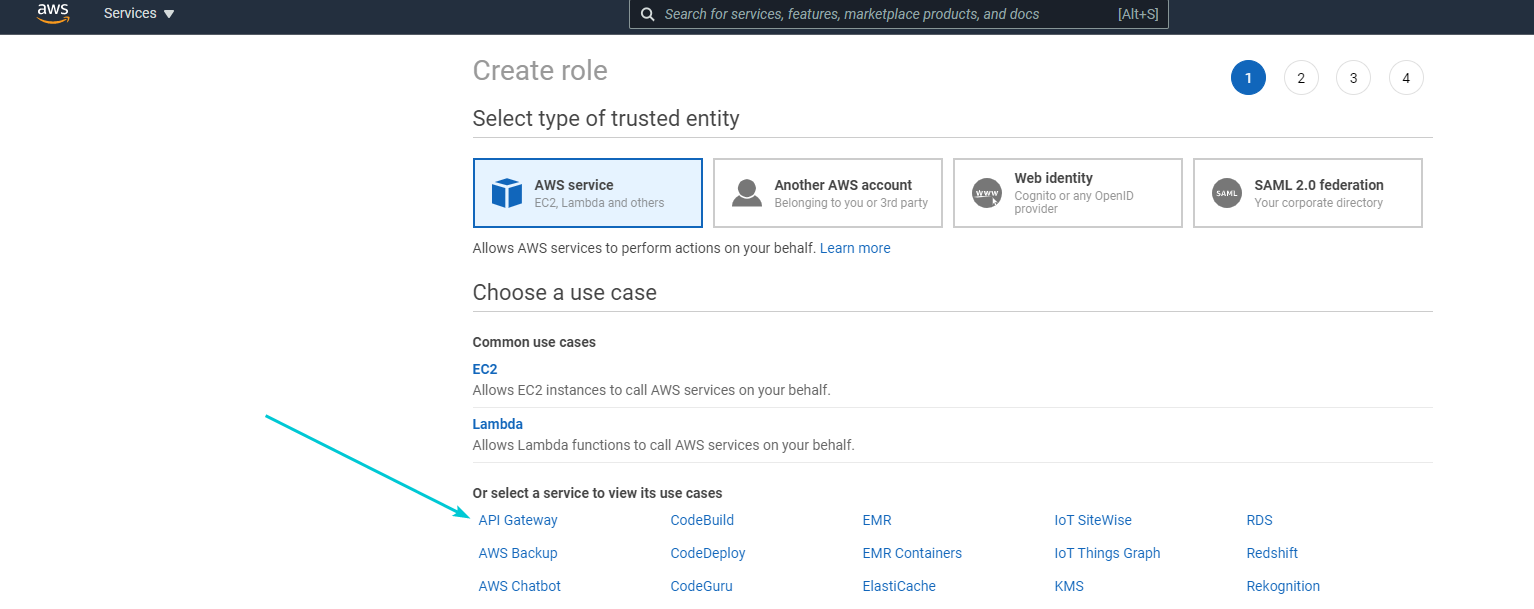 aws
Services
Search for services, features, marketplace products, and docs [Alt+S]
Create role
1 2 3 4
Select type of trusted entity
AWS service
EC2, Lambda and others
Another AWS account
Belonging to you or 3rd party
WWW
Web identity
Cognito or any OpenID
provider
SAML
SAML 2.0 federation
Your corporate directory
Allows AWS services to perform actions on your behalf. Learn more
Choose a use case
Common use cases
EC2
Allows EC2 instances to call AWS services on your behalf.
Lambda
Allows Lambda functions to call AWS services on your behalf.
Or select a service to view its use cases
API Gateway CodeBuild EMR IoT SiteWise RDS
AWS Backup CodeDeploy EMR Containers IoT Things Graph Redshift
AWS Chatbot CodeGuru ElastiCache KMS Rekognition